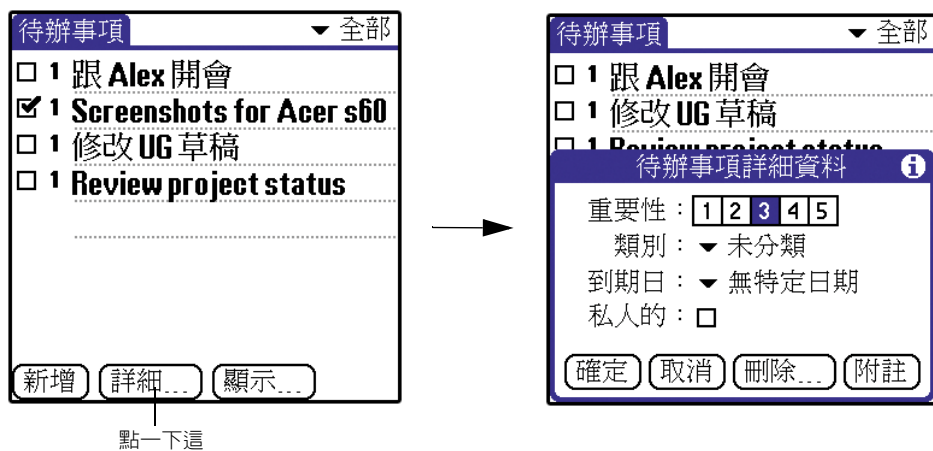 待辦事項 全部
1 跟 Alex 開會
1 Screenshots for Acer s60
1 修改 UG 草稿
1 Review project status
新增 詳細... 顯示...
點一下這
待辦事項 全部
1 跟 Alex 開會
1 修改 UG 草稿
1 Review project status
待辦事項詳細資料 i
重要性：1 2 3 4 5
類別：未分類
到期日：無特定日期
私人的：
確定 取消 刪除... 附註